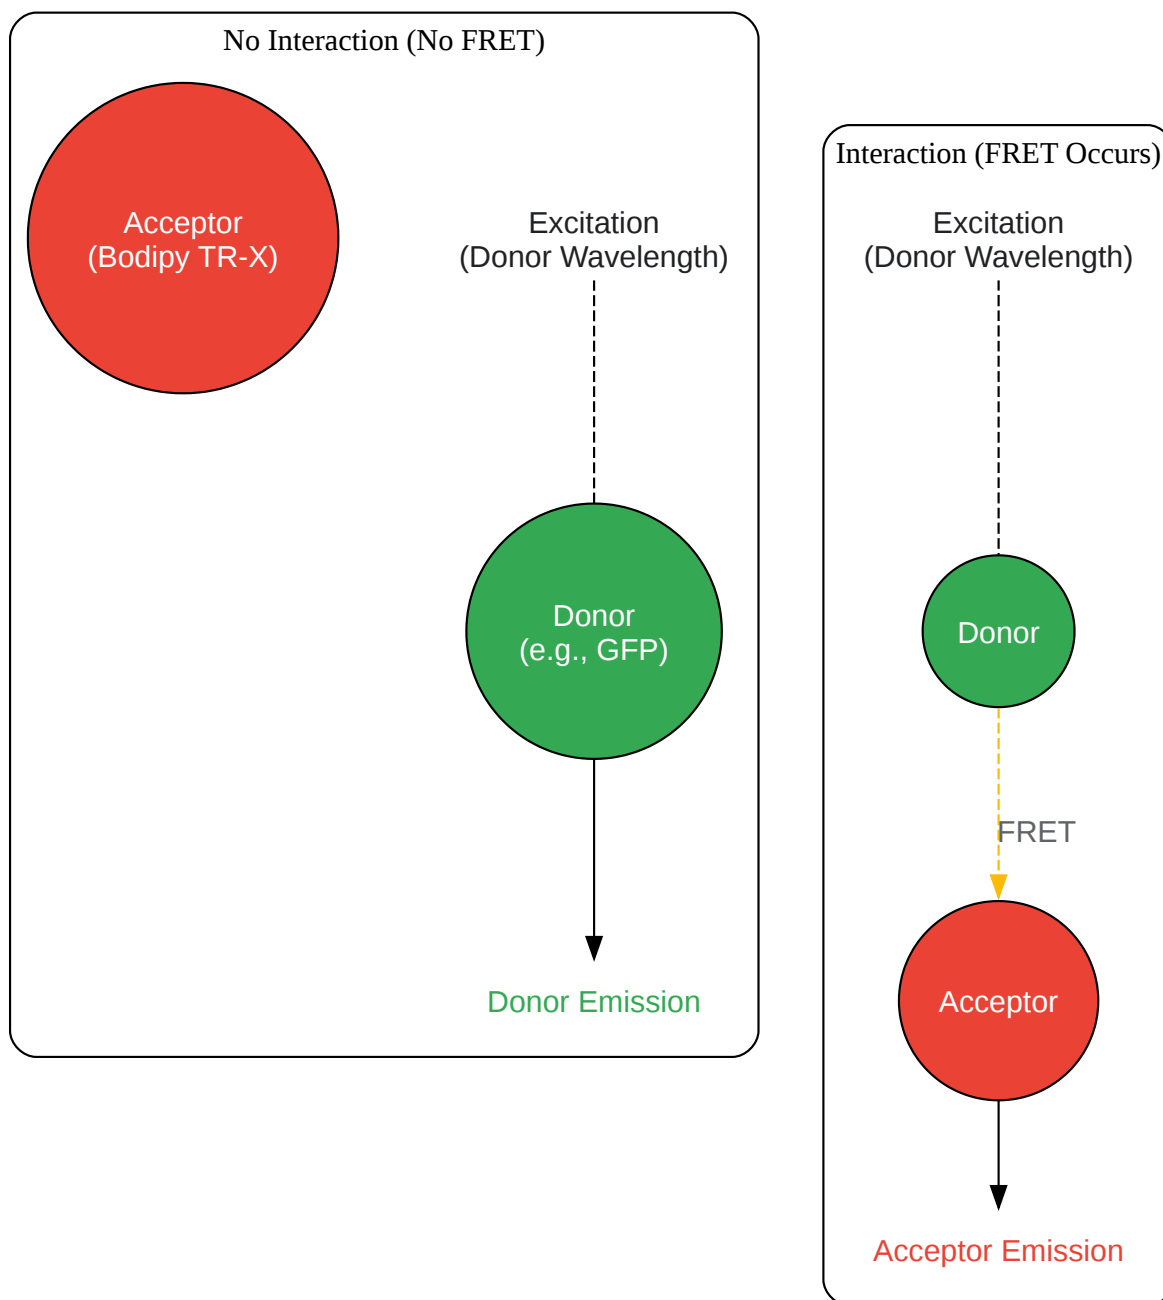 No Interaction (No FRET)
Acceptor
(Bodipy TR-X)
Excitation
(Donor Wavelength)
Donor
(e.g., GFP)
Donor Emission
Interaction (FRET Occurs)
Excitation
(Donor Wavelength)
Donor
FRET
Acceptor
Acceptor Emission